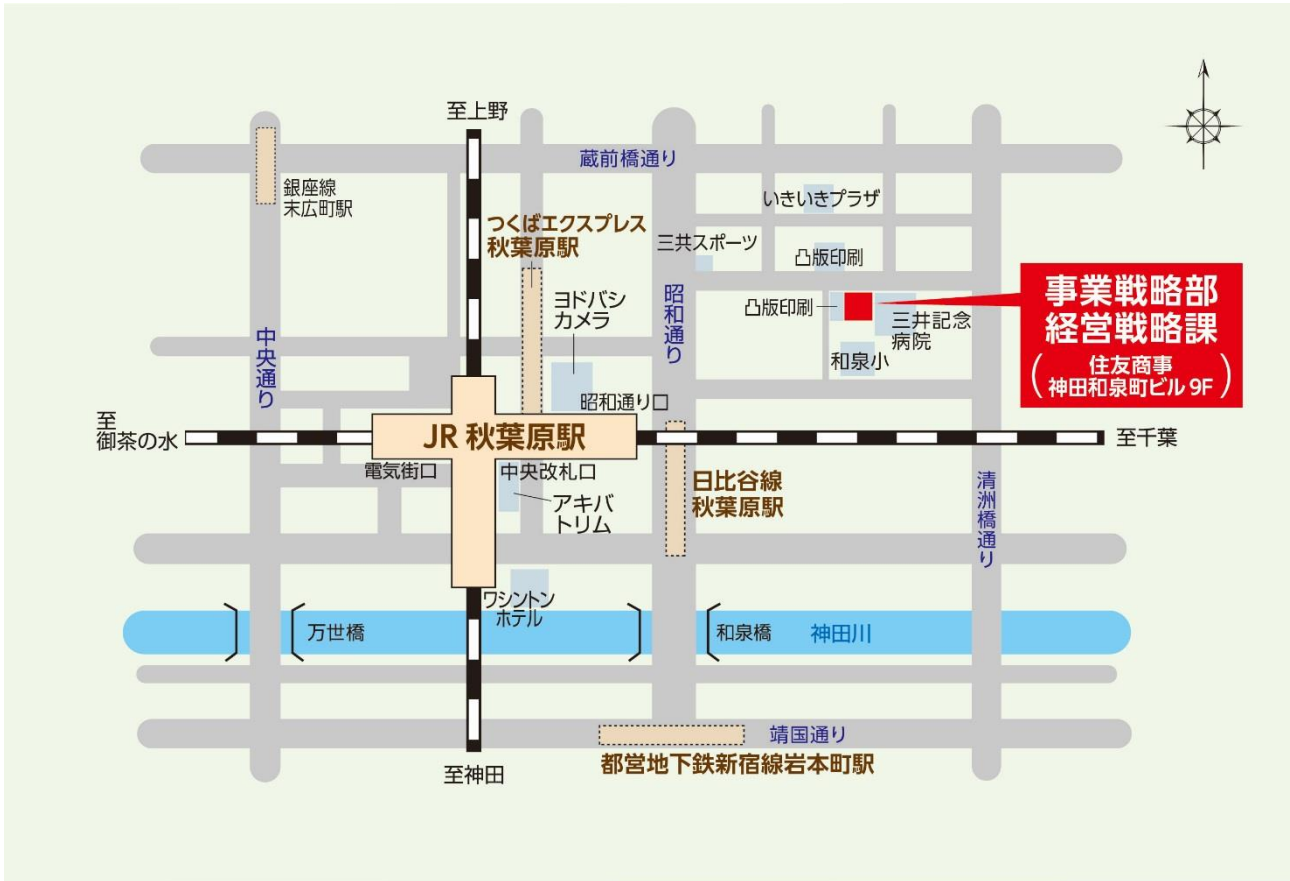 至上野
蔵前橋通り
銀座線
末広町駅
いきいきプラザ
つくばエクスプレス
秋葉原駅
三共スポーツ
凸版印刷
ヨドバシ
カメラ
昭和通り
凸版印刷
三井記念
病院
事業戦略部
経営戦略課
(住友商事
神田和泉町ビル9F)
中央通り
和泉小
昭和通り口
至
御茶の水
JR 秋葉原駅
至千葉
電気街口
中央改札口
日比谷線
秋葉原駅
アキバ
トリム
清洲橋通り
ワシントン
ホテル
万世橋
和泉橋
神田川
靖国通り
都営地下鉄新宿線岩本町駅
至神田